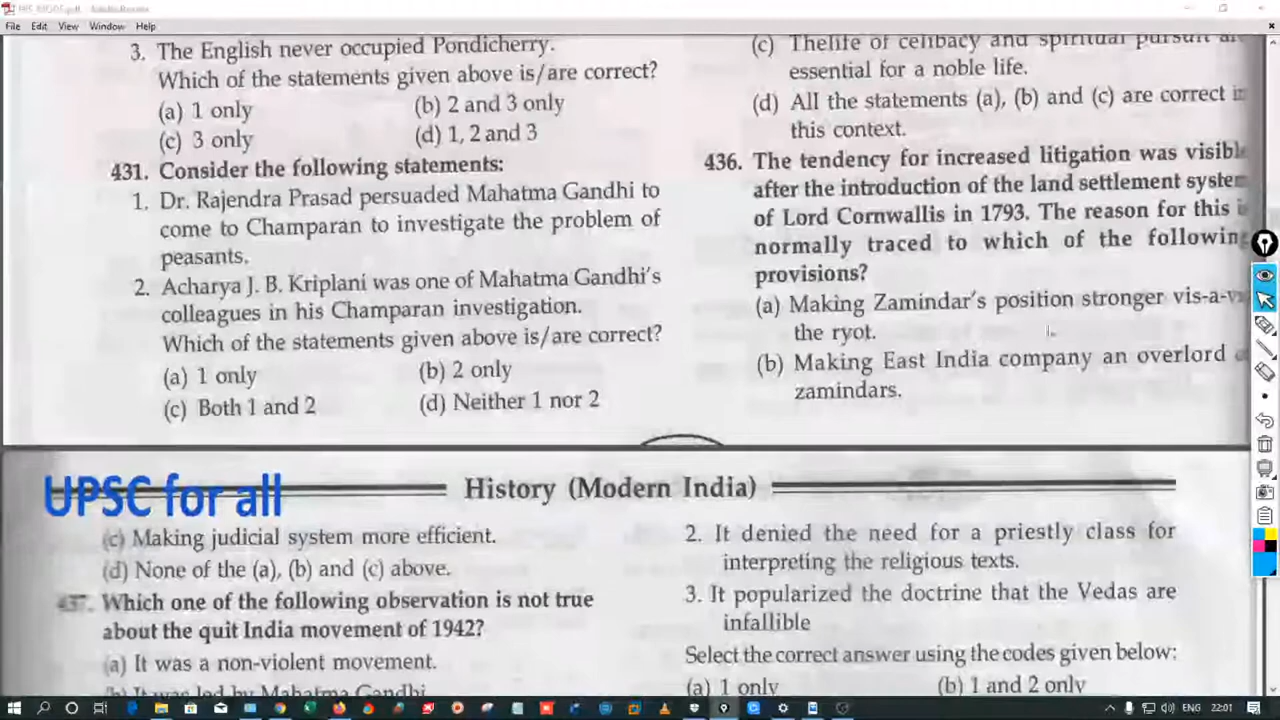 File Edit View Window Help
3. The English never occupied Pondicherry.
Which of the statements given above is/are correct?
(a) 1 only
(b) 2 and 3 only
(c) 3 only
(d) 1, 2 and 3
431. Consider the following statements:
1. Dr. Rajendra Prasad persuaded Mahatma Gandhi to
come to Champaran to investigate the problem of
peasants.
2. Acharya J. B. Kriplani was one of Mahatma Gandhi's
colleagues in his Champaran investigation.
Which of the statements given above is/are correct?
(a) 1 only
(b) 2 only
(c) Both 1 and 2
(d) Neither 1 nor 2
(c) Thelife of celibacy and spiritual pursuit
essential for a noble life.
(d) All the statements (a), (b) and (c) are correct
this context.
436. The tendency for increased litigation was
after the introduction of the land settlement
of Lord Cornwallis in 1793. The reason for this
normally traced to which of the following
provisions?
(a) Making Zamindar's position stronger
the ryot.
(b) Making East India company an overlord
zamindars.
UPSC for all
History (Modern India)
(c) Making judicial system more efficient.
(d) None of the (a), (b) and (c) above.
437. Which one of the following observation is not true
about the quit India movement of 1942?
(a) It was a non-violent movement.
(b) It was led by Mahatma Gandhi
2. It denied the need for a priestly class for
interpreting the religious texts.
3. It popularized the doctrine that the Vedas are
infallible
Select the correct answer using the codes given below:
(a) 1 only
(b) 1 and 2 only
ENG 22:01